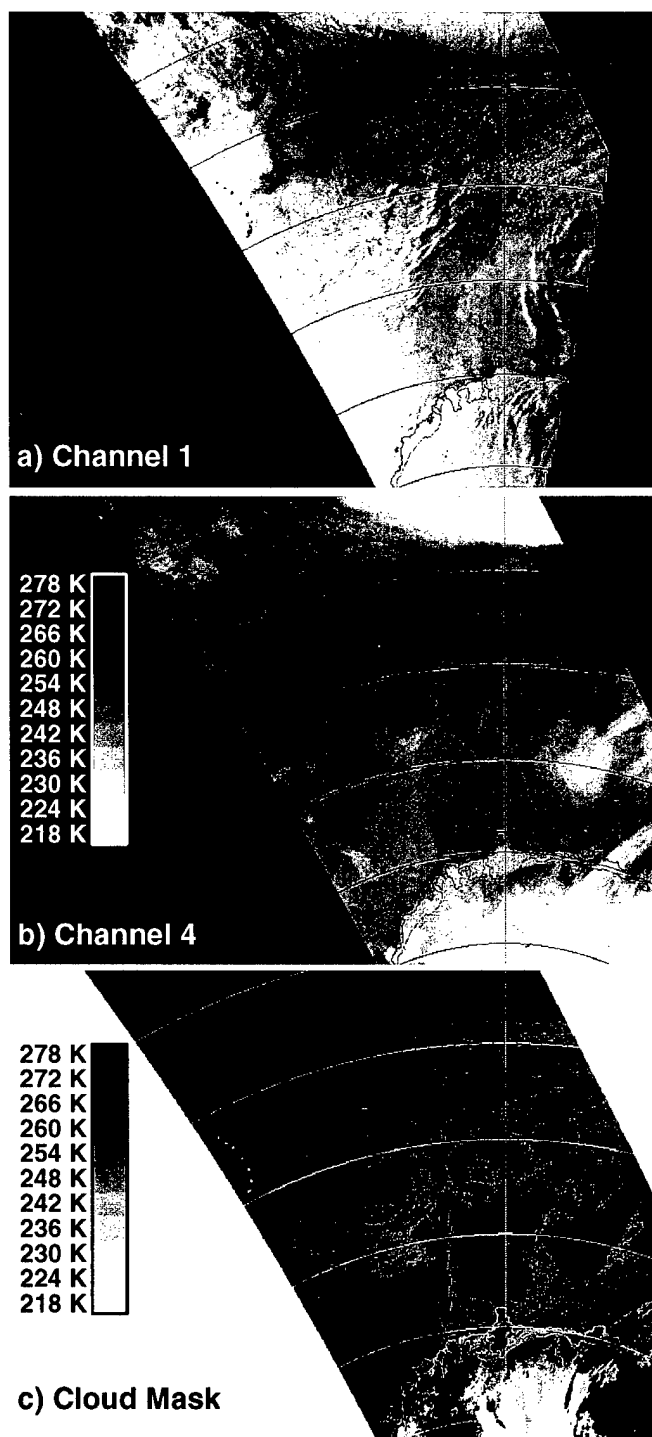 a) Channel 1
278 K
272 K
266 K
260 K
254 K
248 K
242 K
236 K
230 K
224 K
218 K
b) Channel 4
278 K
272 K
266 K
260 K
254 K
248 K
242 K
236 K
230 K
224 K
218 K
c) Cloud Mask